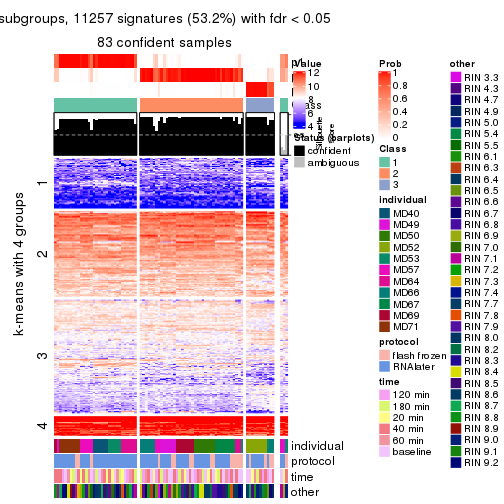 subgroups, 11257 signatures (53.2%) with fdr < 0.05
83 confident samples
k-means with 4 groups
1
2
3
4
individual
protocol
time
other
Value
12
10
8
6
4
Silhouette
score
Status (barplots)
confident
ambiguous
Prob
1
0.8
0.6
0.4
0.2
0
Class
1
2
3
individual
MD40
MD49
MD50
MD52
MD53
MD57
MD64
MD66
MD67
MD69
MD71
protocol
flash frozen
RNAlater
time
120 min
180 min
20 min
40 min
60 min
baseline
other
RIN 3.3
RIN 4.3
RIN 4.7
RIN 4.9
RIN 5.0
RIN 5.4
RIN 5.5
RIN 6.1
RIN 6.3
RIN 6.4
RIN 6.5
RIN 6.6
RIN 6.7
RIN 6.8
RIN 6.9
RIN 7.0
RIN 7.1
RIN 7.2
RIN 7.3
RIN 7.4
RIN 7.7
RIN 7.8
RIN 7.9
RIN 8.0
RIN 8.2
RIN 8.3
RIN 8.4
RIN 8.5
RIN 8.6
RIN 8.7
RIN 8.8
RIN 8.9
RIN 9.0
RIN 9.1
RIN 9.2